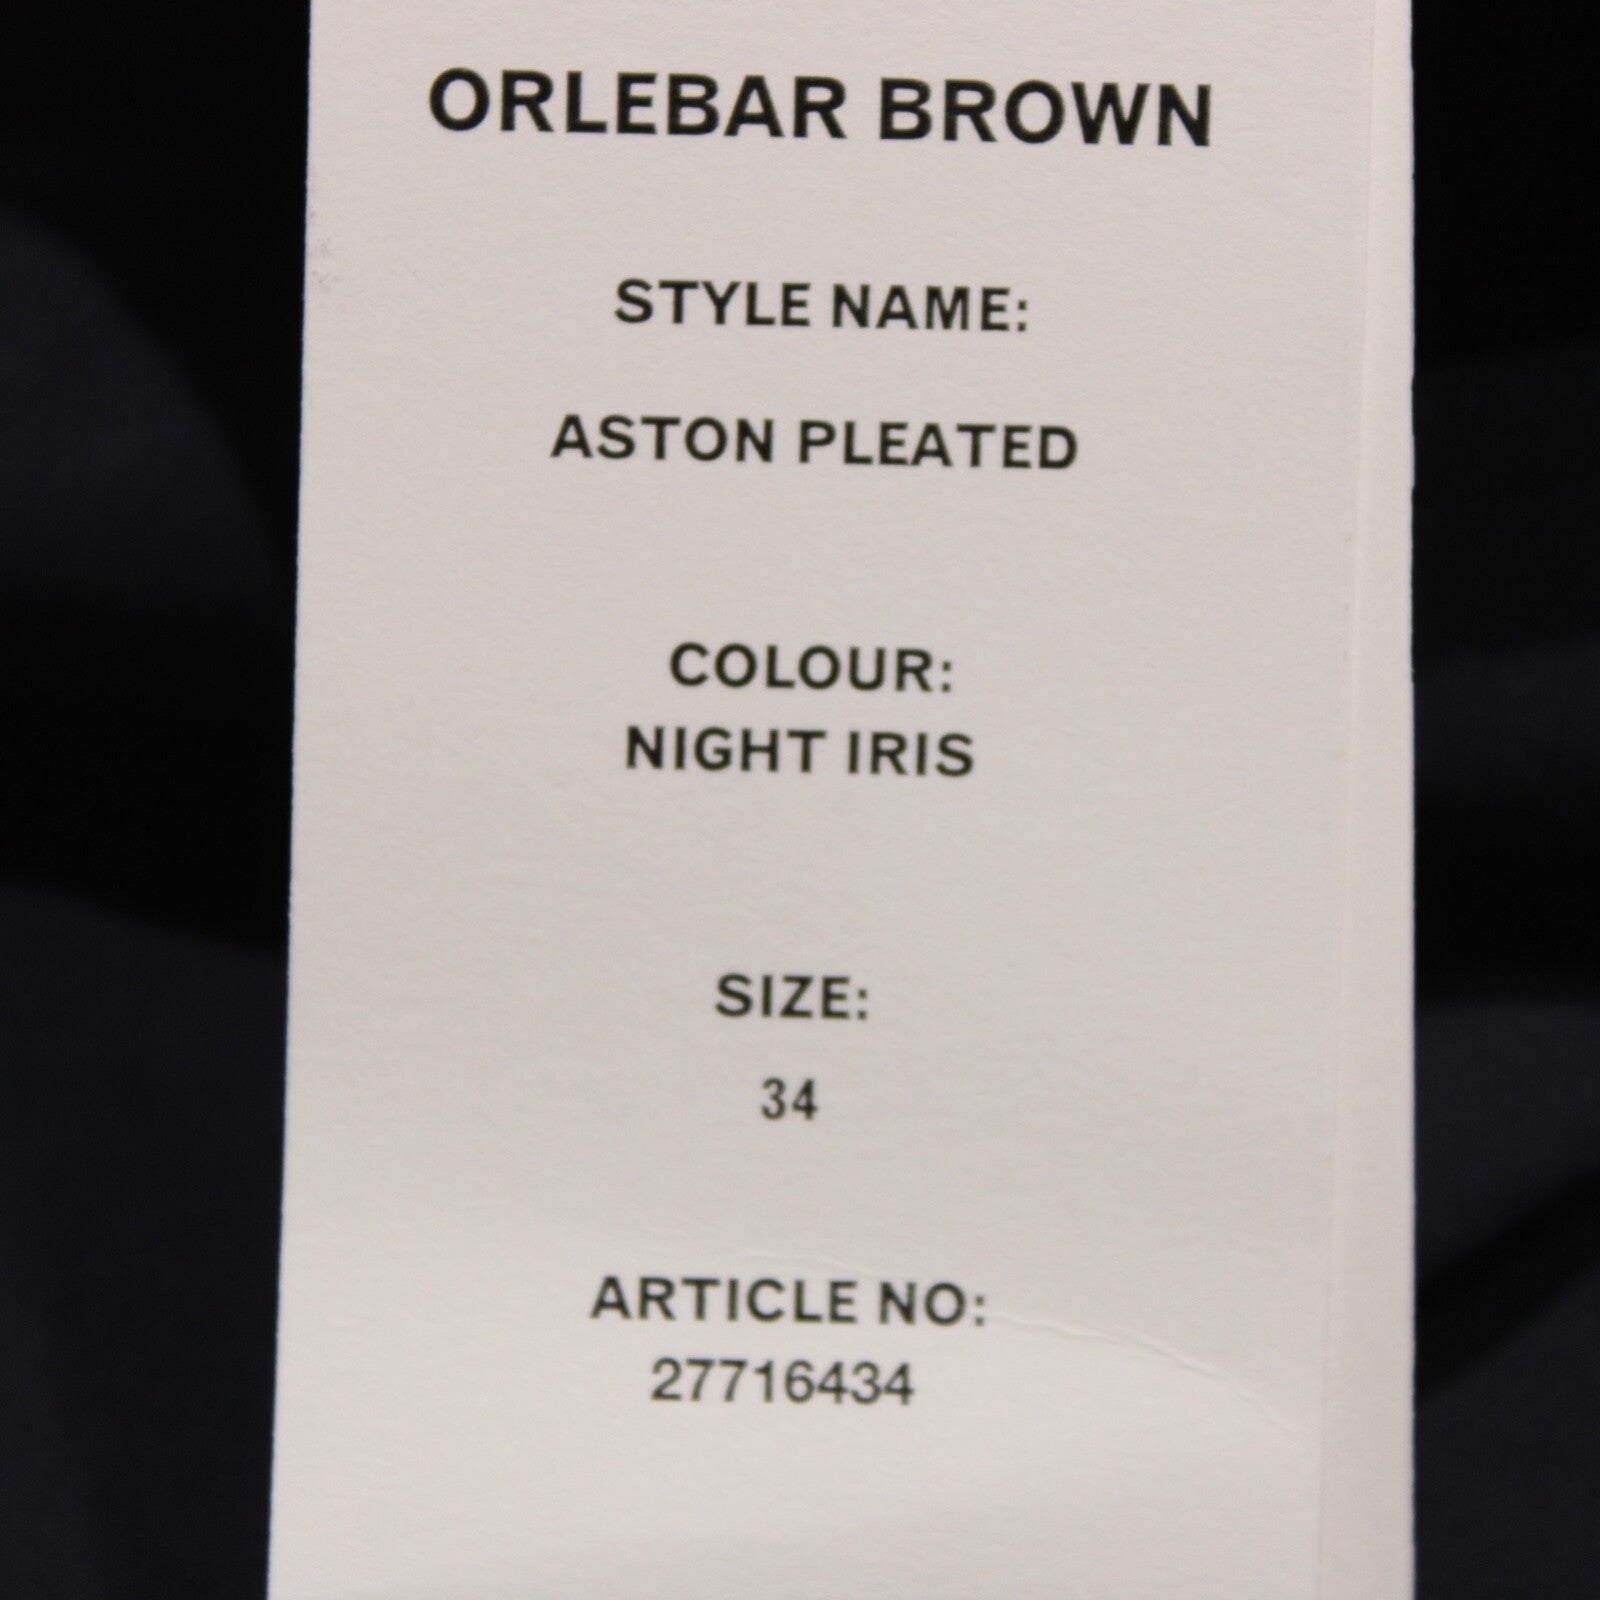 ORLEBAR BROWN
STYLE NAME:
ASTON PLEATED
COLOUR:
NIGHT IRIS
SIZE:
34
ARTICLE NO:
27716434